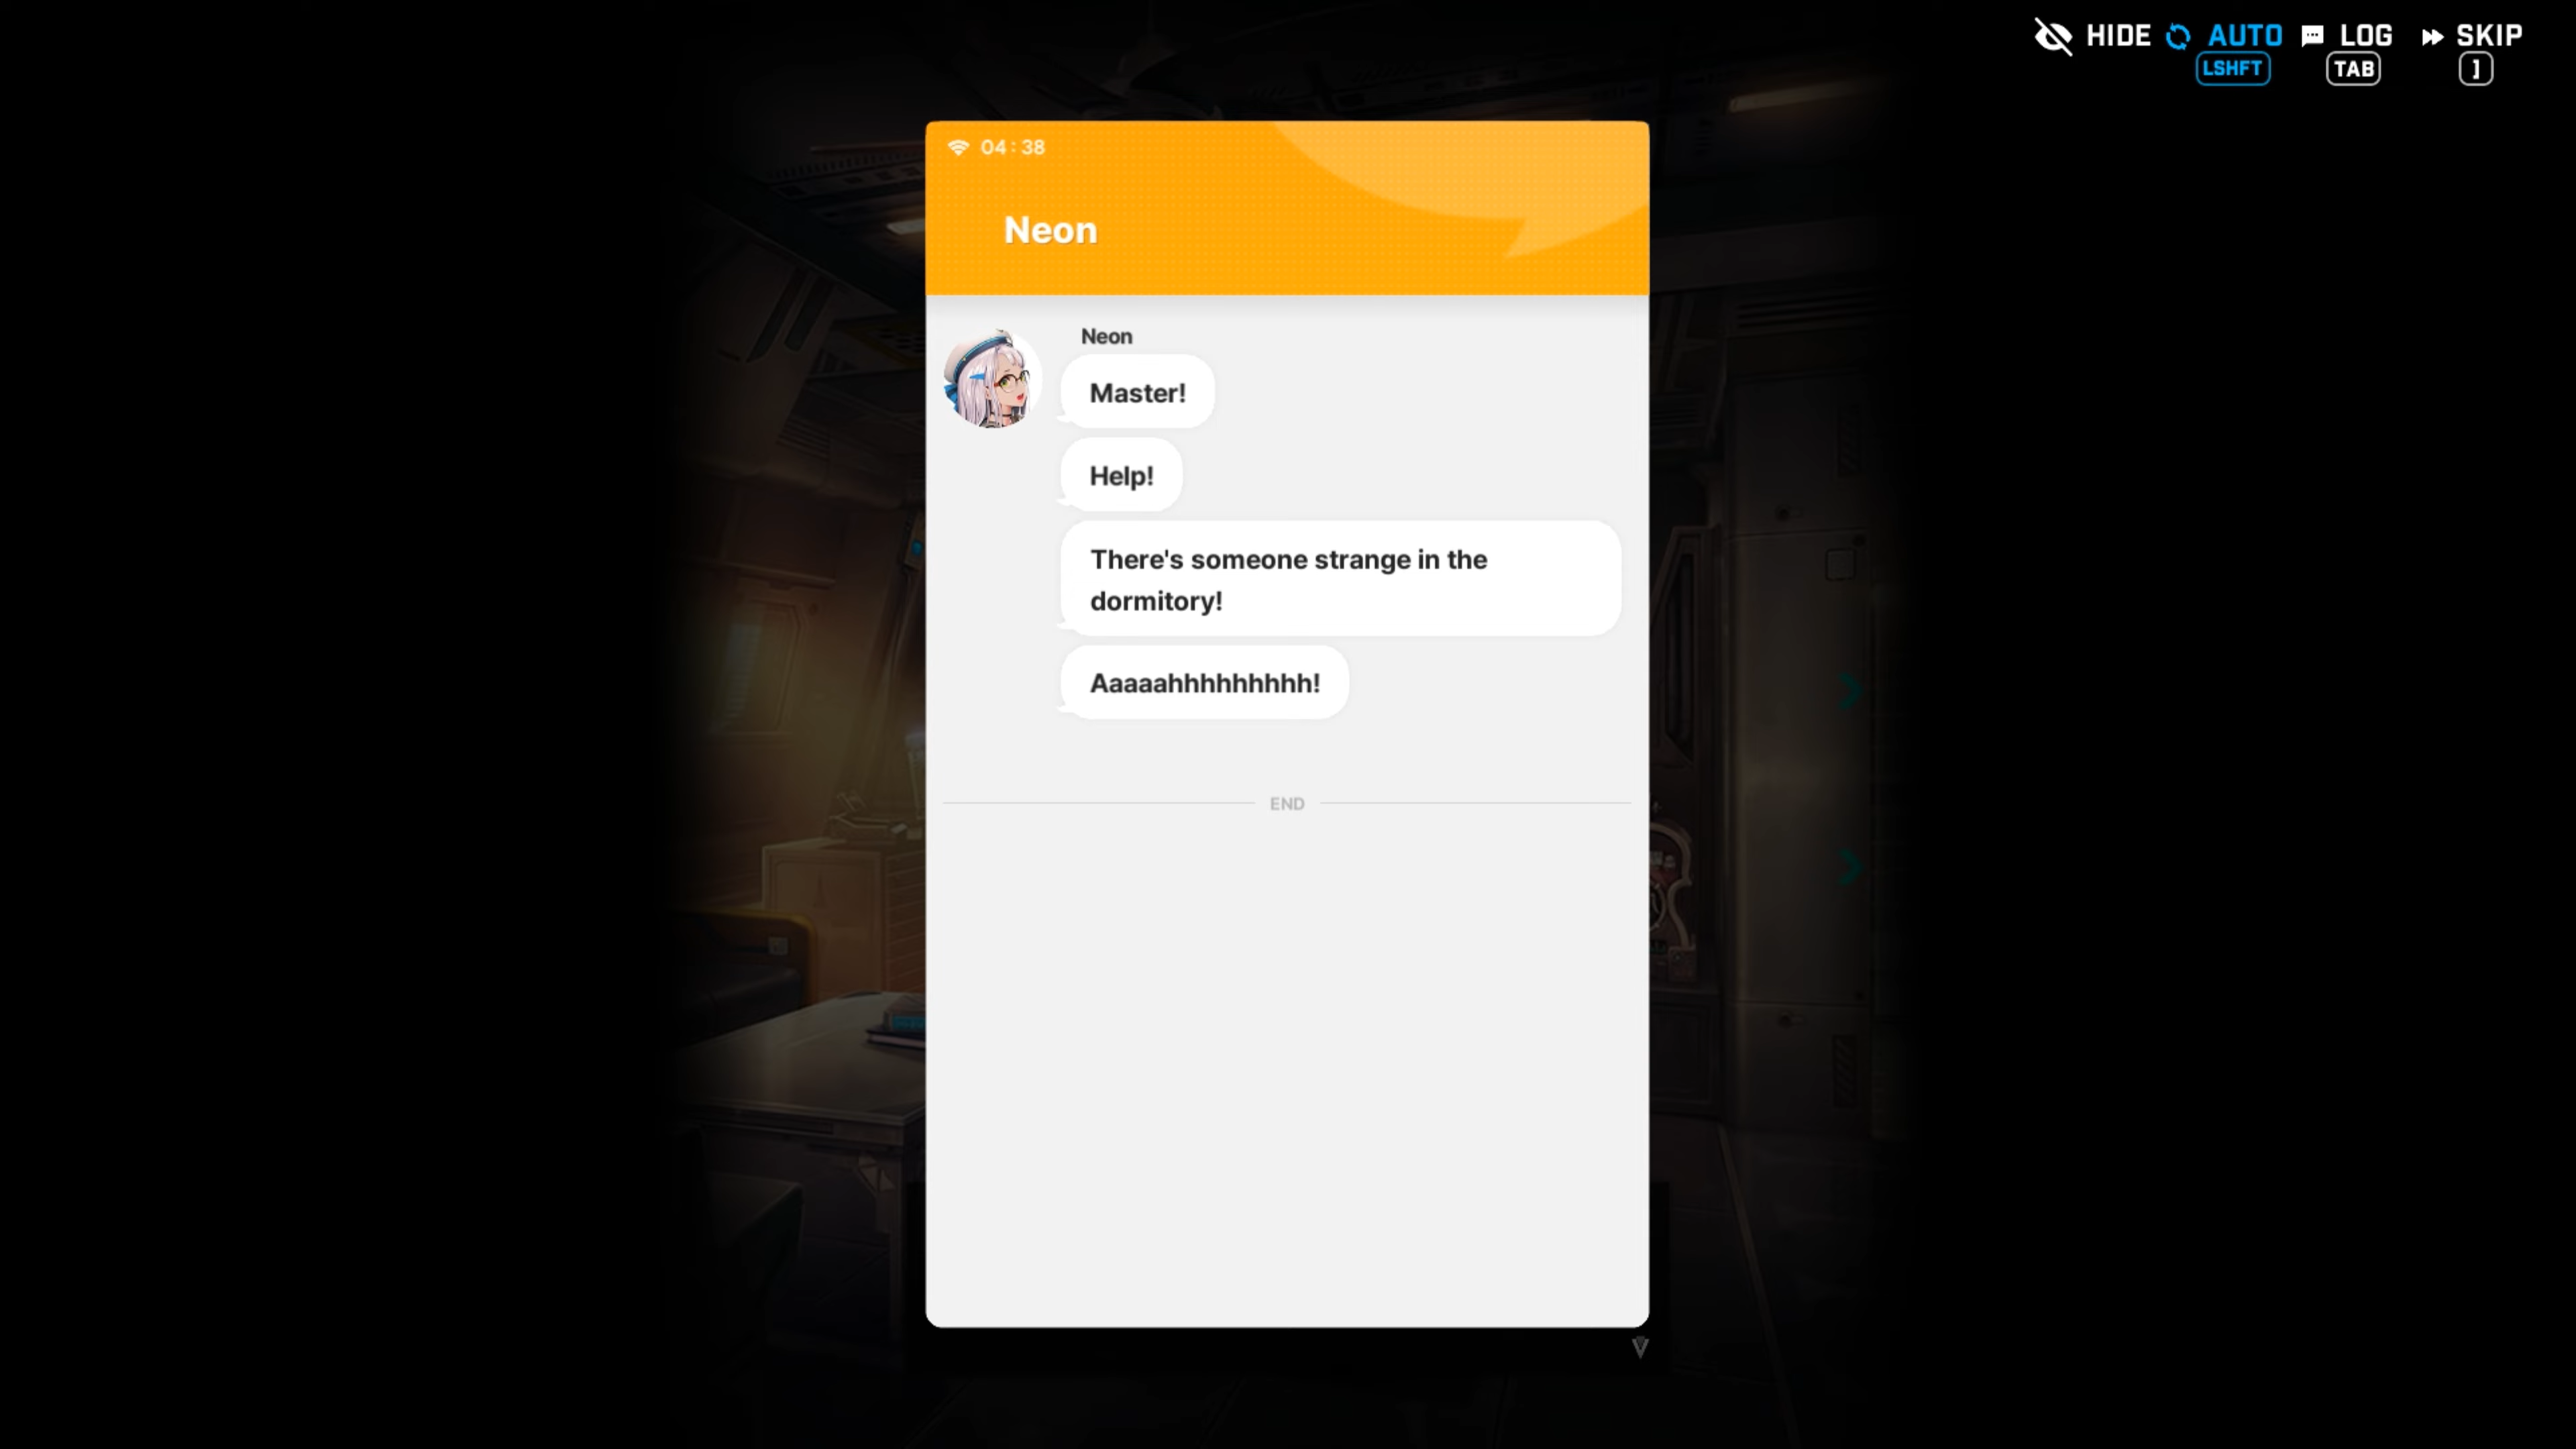 HIDE AUTO LOG SKIP
LSHFT TAB ]
04:38
Neon
Neon
Master!
Help!
There's someone strange in the
dormitory!
Aaaaahhhhhhhhh!
END